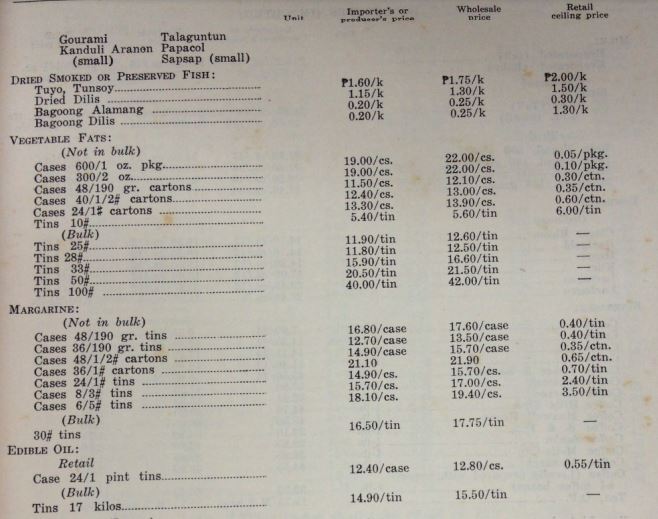 Unit Importer's or producer's price Wholesale price Retail ceiling price
Gourami Talaguntun
Kanduli Aranon Papacol
(small) Sapsap (small)
DRIED SMOKED OR PRESERVED FISH:
Tuyo, Tunsoy ₱1.60/k ₱1.75/k ₱2.00/k
Dried Dilis 1.15/k 1.30/k 1.50/k
Bagoong Alamang 0.20/k 0.25/k 0.30/k
Bagoong Dilis 0.20/k 0.25/k 1.30/k
VEGETABLE FATS:
(Not in bulk)
Cases 600/1 oz. pkg. 19.00/cs. 22.00/cs. 0.05/pkg.
Cases 300/2 oz. 19.00/cs. 22.00/cs. 0.10/pkg.
Cases 48/190 gr. cartons 11.50/cs. 12.10/cs. 0.30/ctn.
Cases 40/1/2# cartons 12.40/cs. 13.00/cs. 0.35/ctn.
Cases 24/1# cartons 13.30/cs. 13.90/cs. 0.60/ctn.
Tins 10# 5.40/tin 5.60/tin 6.00/tin
(Bulk)
Tins 25# 11.90/tin 12.60/tin —
Tins 28# 11.80/tin 12.50/tin —
Tins 33# 15.90/tin 16.60/tin —
Tins 50# 20.50/tin 21.50/tin —
Tins 100# 40.00/tin 42.00/tin —
MARGARINE:
(Not in bulk)
Cases 48/190 gr. tins 16.80/case 17.60/case 0.40/tin
Cases 36/190 gr. tins 12.70/case 13.50/case 0.40/tin
Cases 48/1/2# cartons 14.90/case 15.70/case 0.35/ctn.
Cases 36/1# cartons 21.10 21.90 0.65/ctn.
Cases 24/1# tins 14.90/cs. 15.70/cs. 0.70/tin
Cases 8/3# tins 15.70/cs. 17.00/cs. 2.40/tin
Cases 6/5# tins 18.10/cs. 19.40/cs. 3.50/tin
(Bulk)
30# tins 16.50/tin 17.75/tin —
EDIBLE OIL:
Retail
Case 24/1 pint tins 12.40/case 12.80/cs. 0.55/tin
(Bulk)
Tins 17 kilos 14.90/tin 15.50/tin —